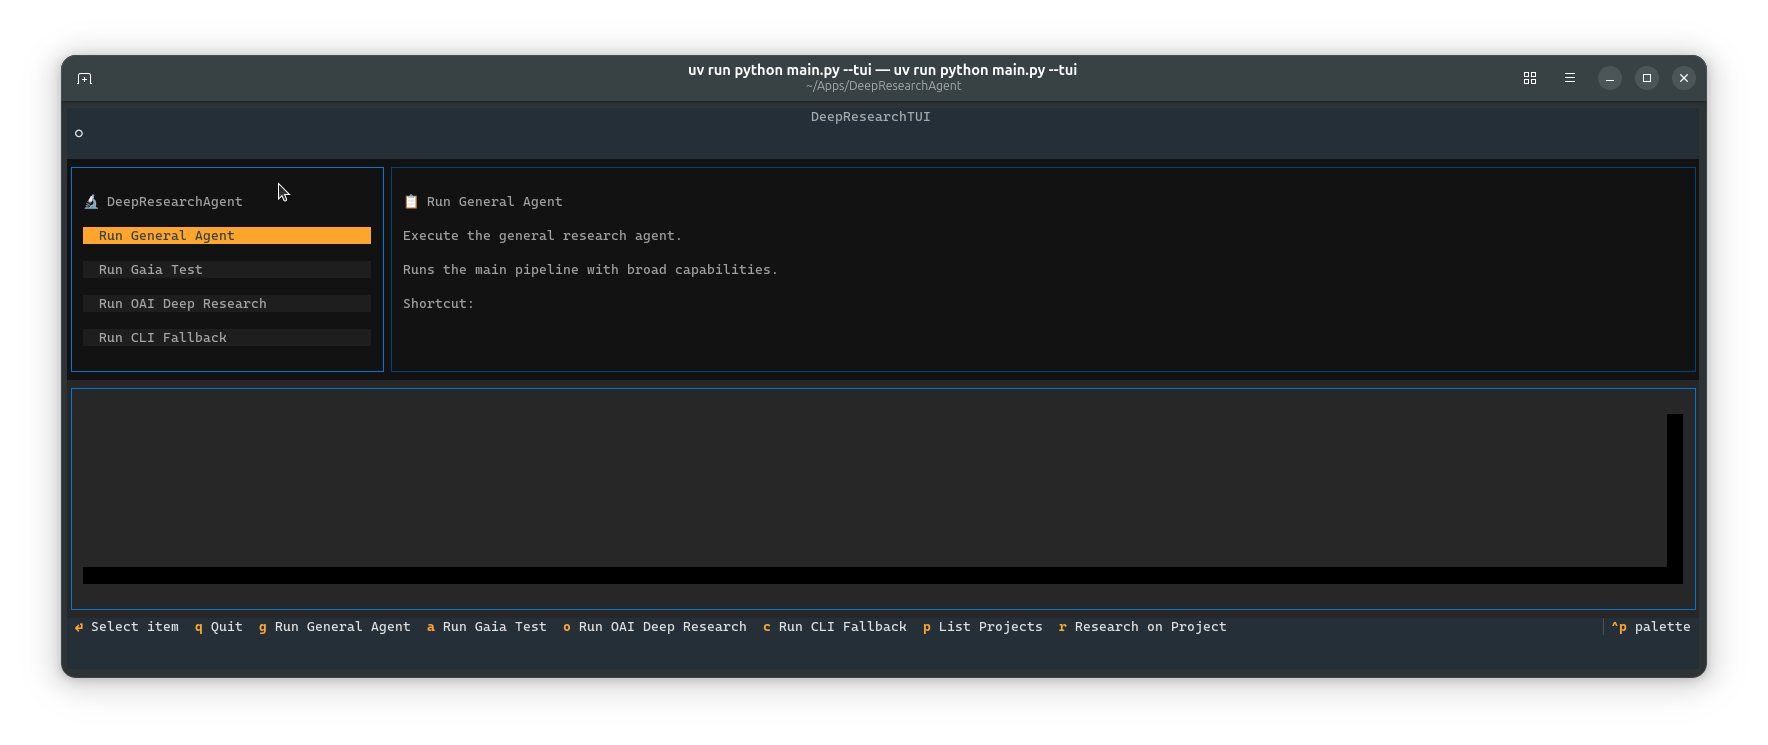 uv run python main.py --tui — uv run python main.py --tui
~/Apps/DeepResearchAgent
DeepResearchTUI
🔬 DeepResearchAgent
Run General Agent
Run Gaia Test
Run OAI Deep Research
Run CLI Fallback
📋 Run General Agent
Execute the general research agent.
Runs the main pipeline with broad capabilities.
Shortcut:
↵ Select item q Quit g Run General Agent a Run Gaia Test o Run OAI Deep Research c Run CLI Fallback p List Projects r Research on Project ^p palette